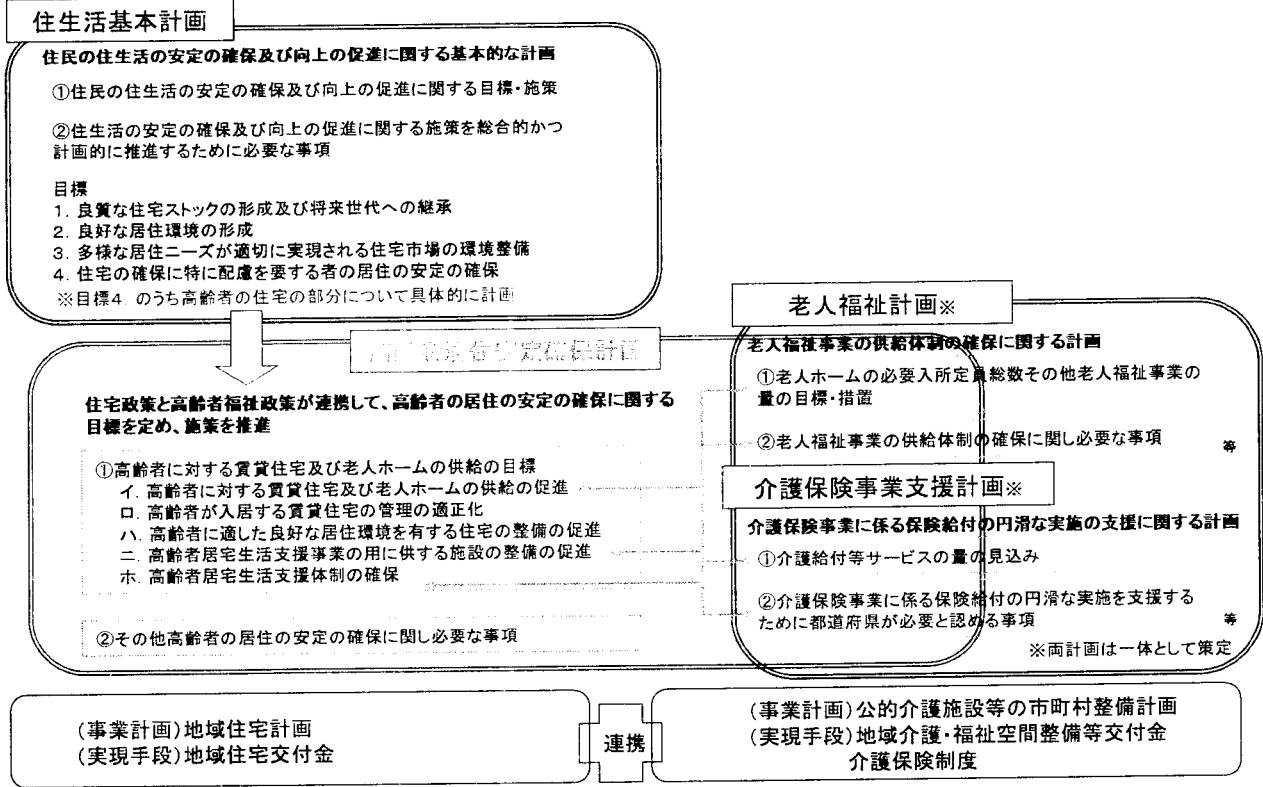 住生活基本計画
住民の住生活の安定の確保及び向上の促進に関する基本的な計画
①住民の住生活の安定の確保及び向上の促進に関する目標・施策
②住生活の安定の確保及び向上の促進に関する施策を総合的かつ
計画的に推進するために必要な事項
目標
1. 良質な住宅ストックの形成及び将来世代への継承
2. 良好な居住環境の形成
3. 多様な居住ニーズが適切に実現される住宅市場の環境整備
4. 住宅の確保に特に配慮を要する者の居住の安定の確保
※目標4. のうち高齢者の住宅の部分について具体的に計画
定確保計画
住宅政策と高齢者福祉政策が連携して、高齢者の居住の安定の確保に関する
目標を定め、施策を推進
①高齢者に対する賃貸住宅及び老人ホームの供給の目標
イ. 高齢者に対する賃貸住宅及び老人ホームの供給の促進
ロ. 高齢者が入居する賃貸住宅の管理の適正化
ハ. 高齢者に適した良好な居住環境を有する住宅の整備の促進
ニ. 高齢者居宅生活支援事業の用に供する施設の整備の促進
ホ. 高齢者居宅生活支援体制の確保
②その他高齢者の居住の安定の確保に関し必要な事項
老人福祉計画※
老人福祉事業の供給体制の確保に関する計画
①老人ホームの必要入所定員総数その他老人福祉事業の
量の目標・措置
②老人福祉事業の供給体制の確保に関し必要な事項
等
介護保険事業支援計画※
介護保険事業に係る保険給付の円滑な実施の支援に関する計画
①介護給付等サービスの量の見込み
②介護保険事業に係る保険給付の円滑な実施を支援する
ために都道府県が必要と認める事項
等
※両計画は一体として策定
(事業計画)地域住宅計画
(実現手段)地域住宅交付金
連携
(事業計画)公的介護施設等の市町村整備計画
(実現手段)地域介護・福祉空間整備等交付金
介護保険制度